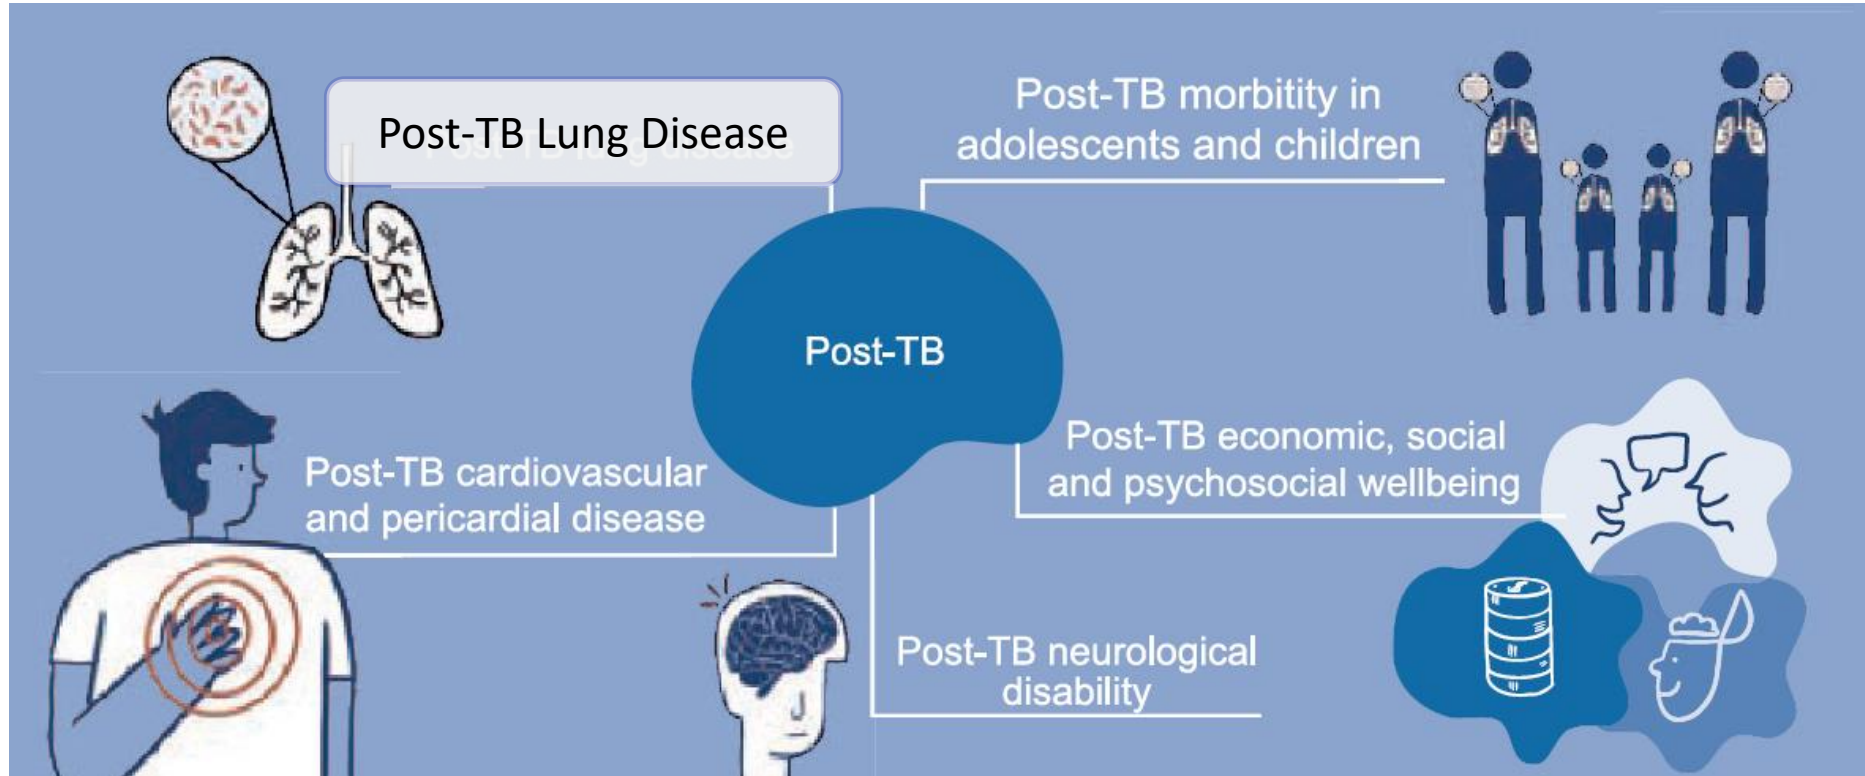 Post-TB Lung Disease
Post-TB morbitity in
adolescents and children
Post-TB
Post-TB cardiovascular
and pericardial disease
Post-TB economic, social
and psychosocial wellbeing
Post-TB neurological
disability